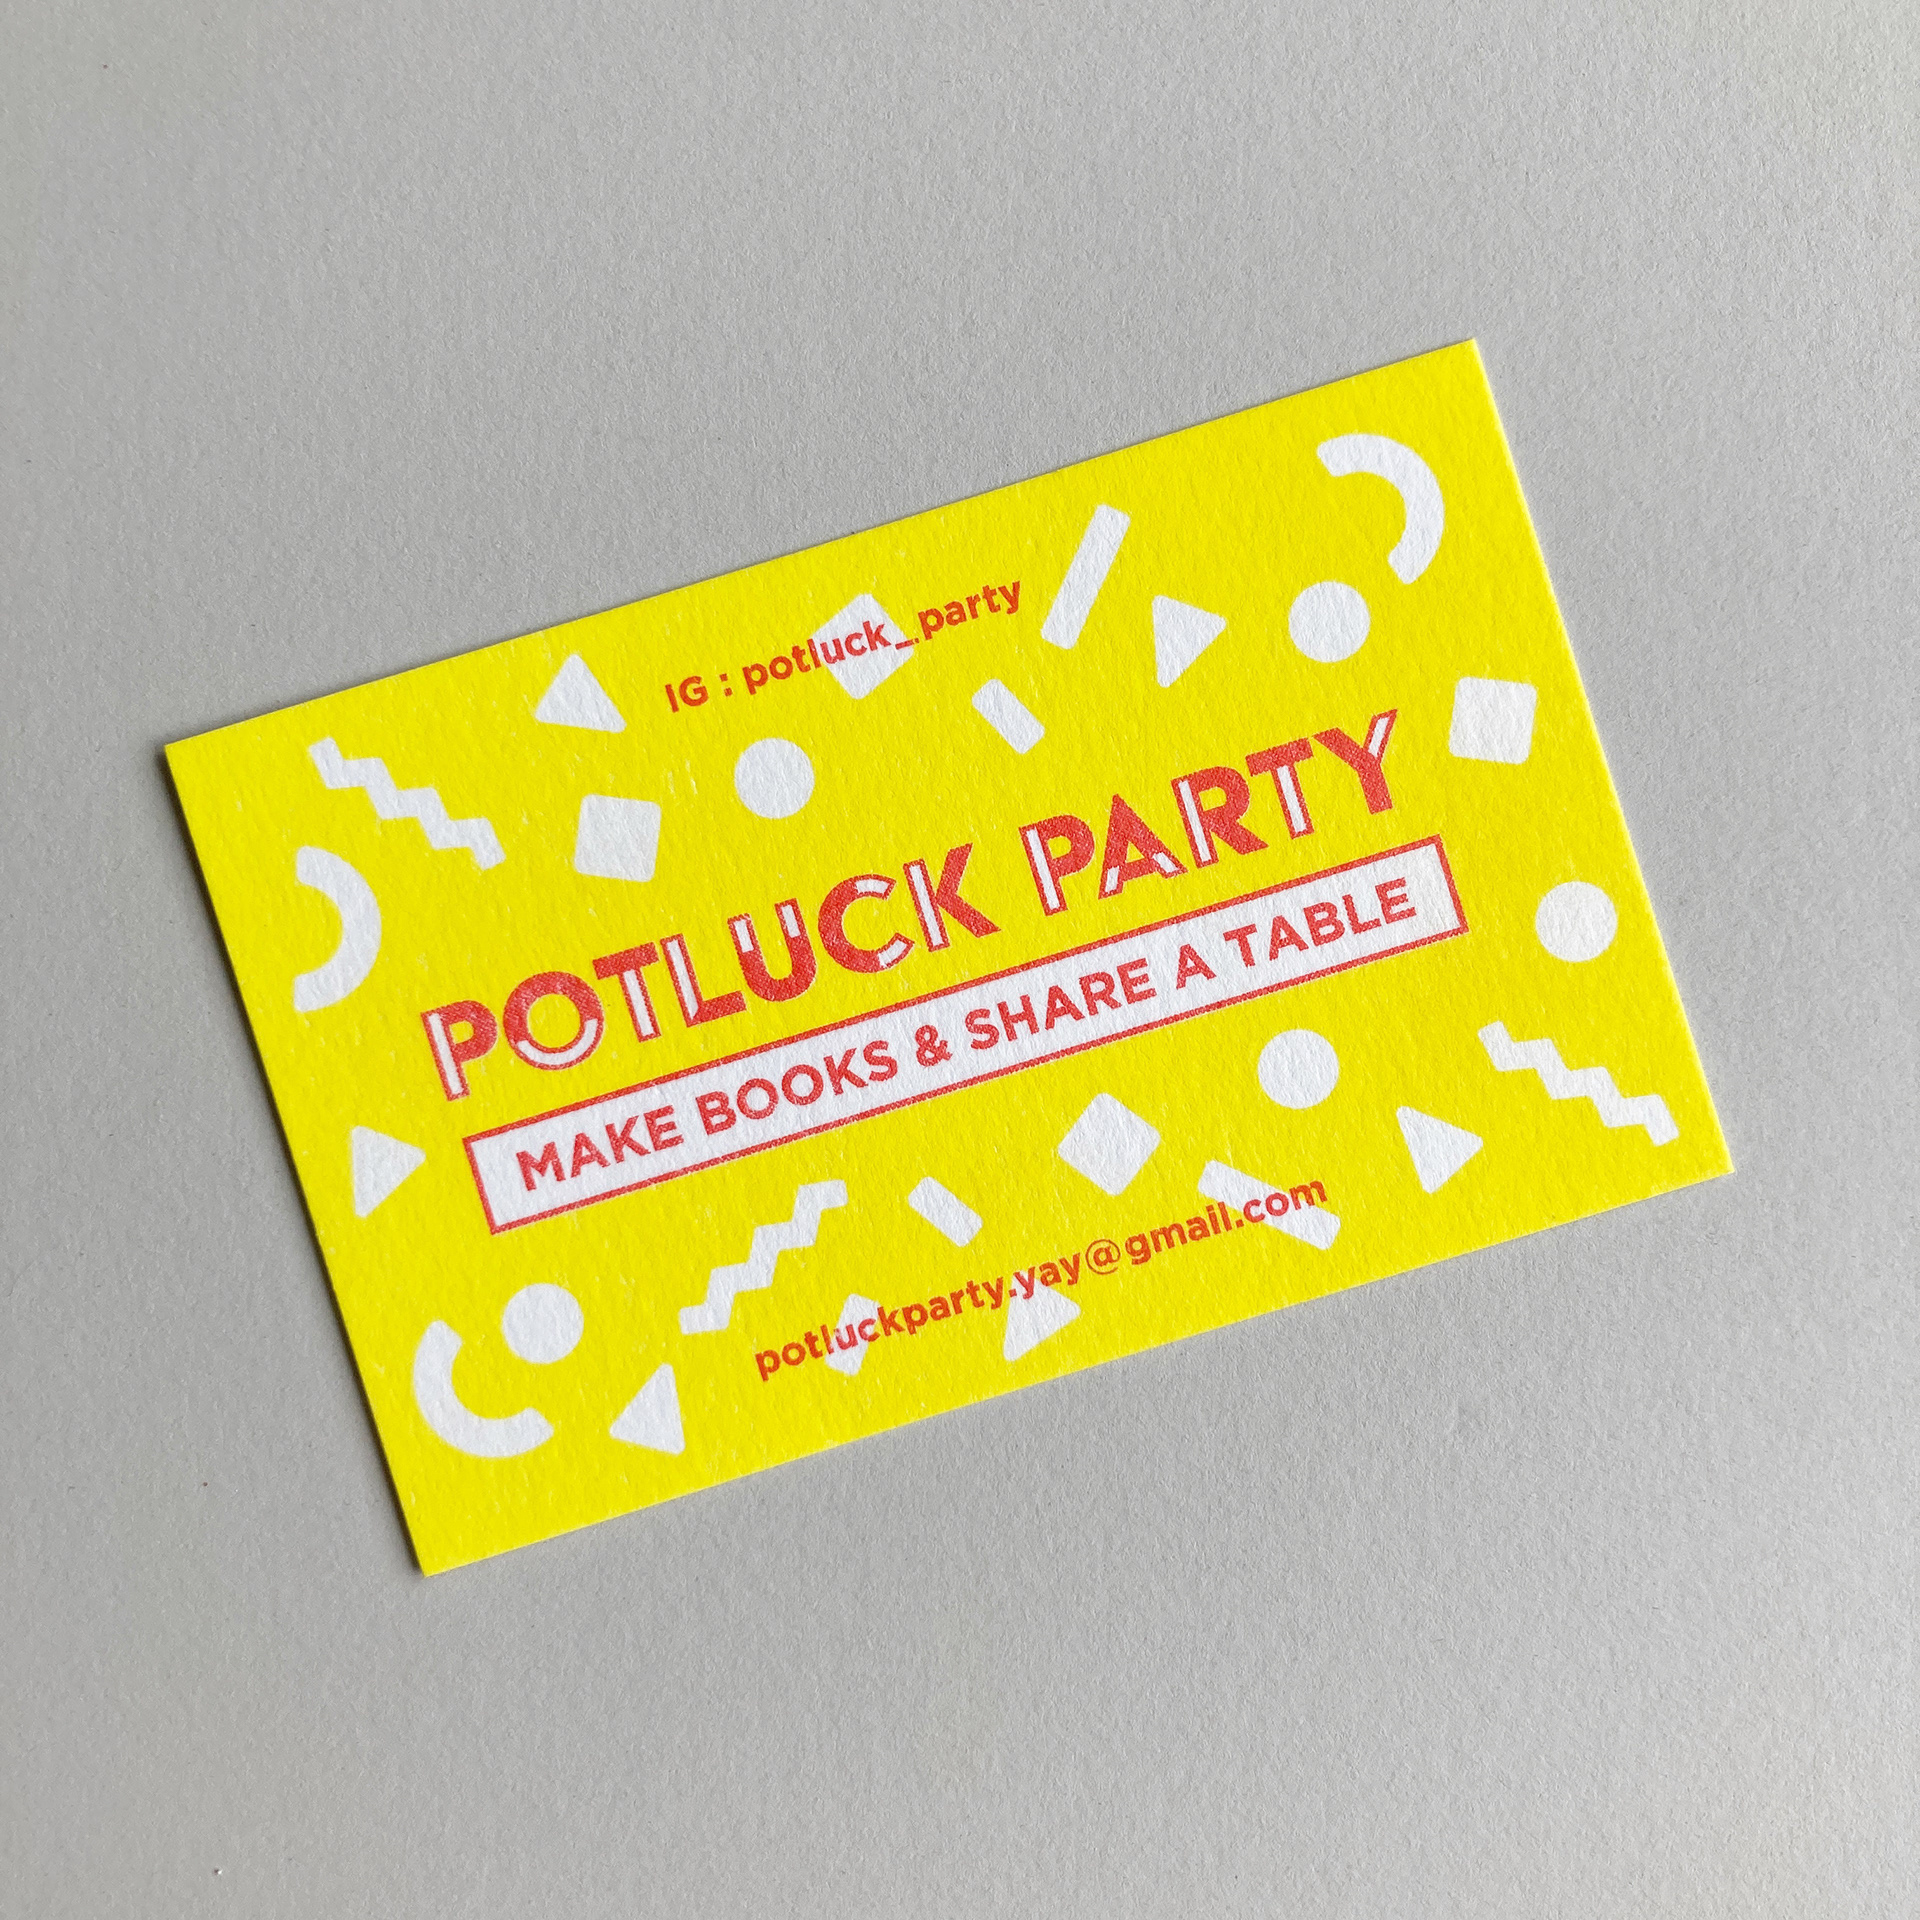 IG : potluck_party
POTLUCK PARTY
MAKE BOOKS & SHARE A TABLE
potluckparty.yay@gmail.com